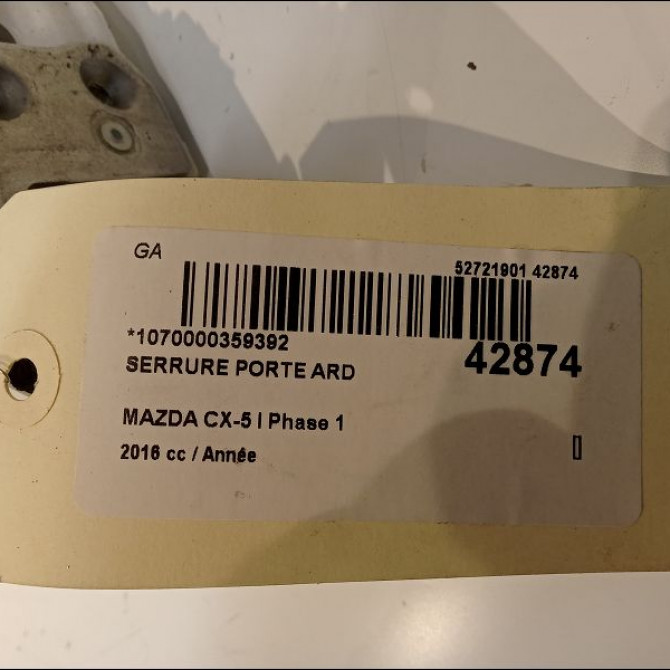 GA
52721901 42874
*1070000359392
42874
SERRURE PORTE ARD
MAZDA CX-5 I Phase 1
2016 cc / Année